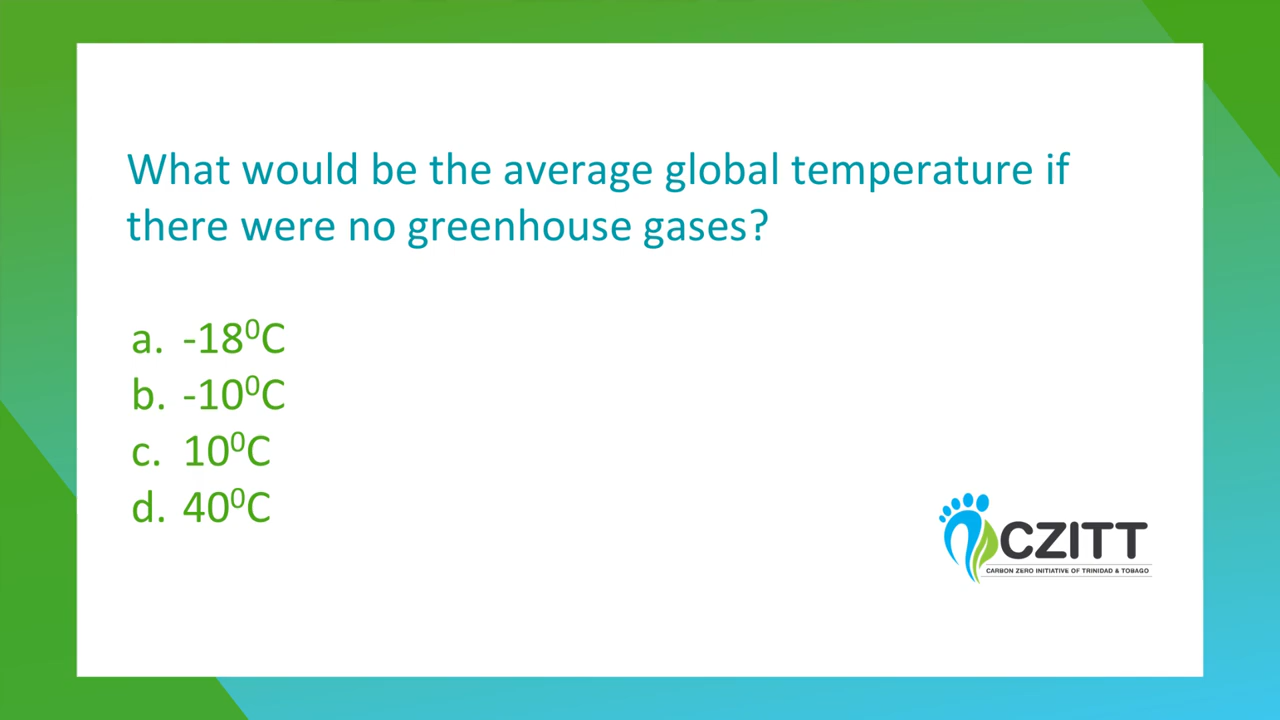 What would be the average global temperature if
there were no greenhouse gases?
a. -18⁰C
b. -10⁰C
c. 10⁰C
d. 40⁰C
CZITT
CARBON ZERO INITIATIVE OF TRINIDAD & TOBAGO